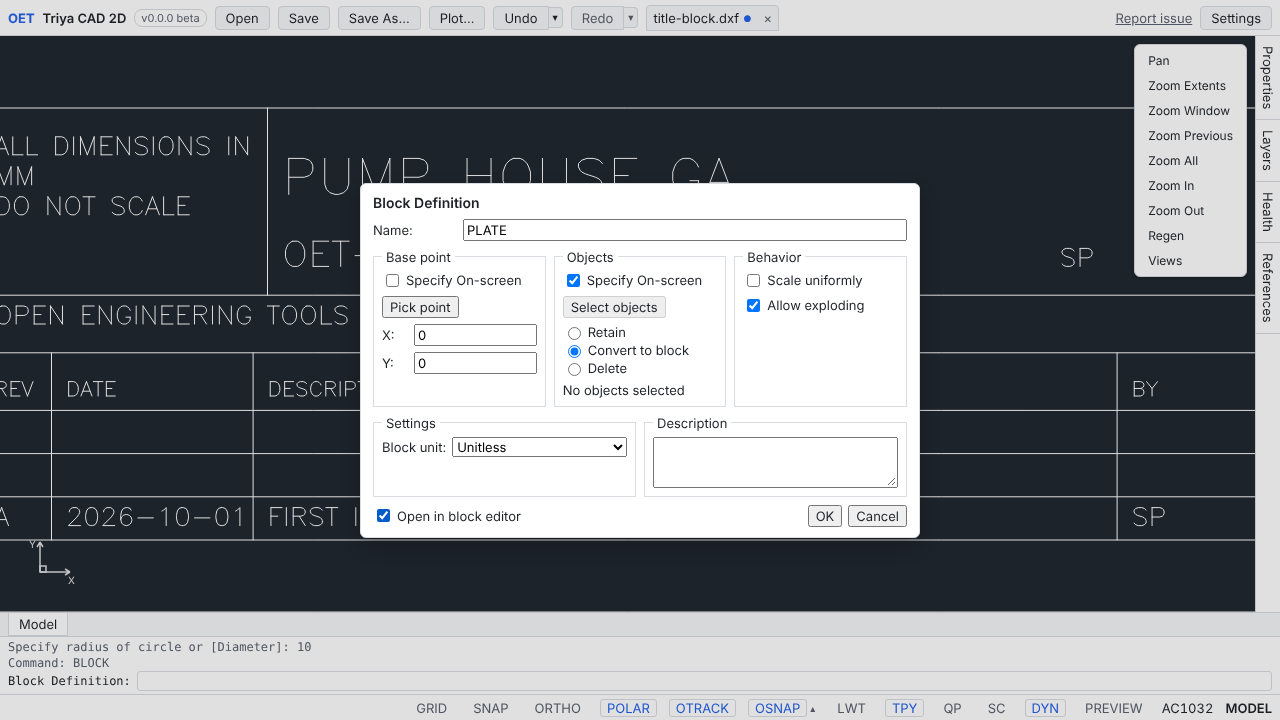 OET Triya CAD 2D v0.0.0 beta Open Save Save As... Plot... Undo ▾ Redo ▾ title-block.dxf ● × Report issue Settings
Pan
Zoom Extents
Zoom Window
Zoom Previous
Zoom All
Zoom In
Zoom Out
Regen
Views
Properties
Layers
Health
References
ALL DIMENSIONS IN
MM
DO NOT SCALE
PUMP HOUSE GA
OET-
SP
OPEN ENGINEERING TOOLS
REV DATE DESCRIPT BY
A 2026-10-01 FIRST I SP
Y
X
Block Definition
Name: PLATE
Base point
Specify On-screen
Pick point
X: 0
Y: 0
Objects
Specify On-screen
Select objects
Retain
Convert to block
Delete
No objects selected
Behavior
Scale uniformly
Allow exploding
Settings
Block unit: Unitless
Description
Open in block editor
OK Cancel
Model
Specify radius of circle or [Diameter]: 10
Command: BLOCK
Block Definition:
GRID SNAP ORTHO POLAR OTRACK OSNAP ▴ LWT TPY QP SC DYN PREVIEW AC1032 MODEL